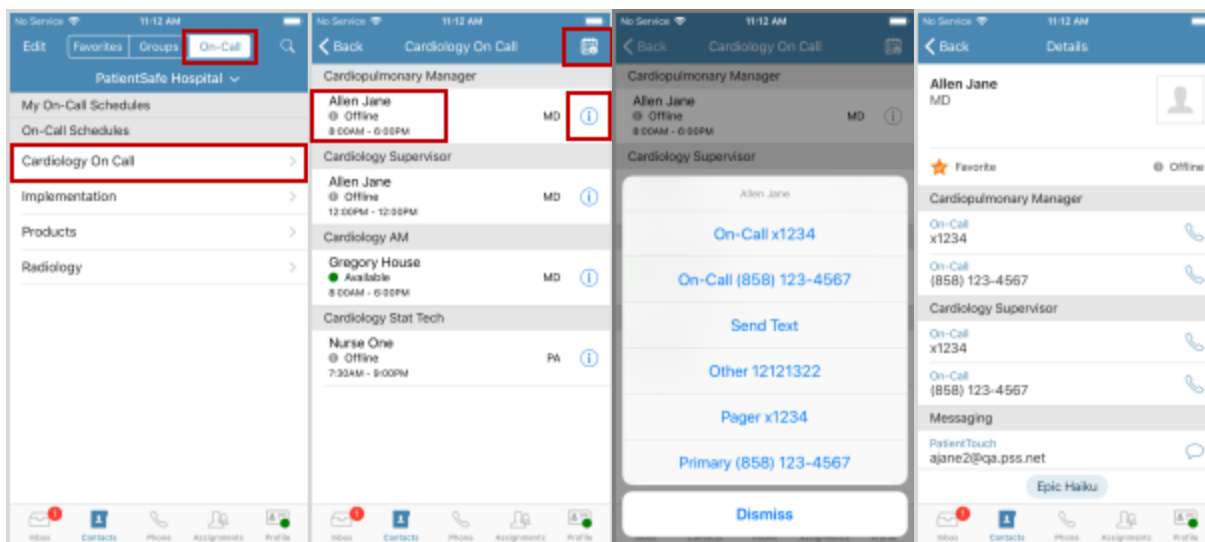 No Service 11:12 AM
Edit Favorites Groups On-Call
PatientSafe Hospital
My On-Call Schedules
On-Call Schedules
Cardiology On Call
Implementation
Products
Radiology
1
Inbox Contacts Phone Assignments Profile
No Service 11:12 AM
Back Cardiology On Call
Cardiopulmonary Manager
Allen Jane
Offline MD
8:00AM - 6:00PM
Cardiology Supervisor
Allen Jane
Offline MD
12:00PM - 12:00PM
Cardiology AM
Gregory House
Available MD
8:00AM - 6:00PM
Cardiology Stat Tech
Nurse One
Offline PA
7:30AM - 9:00PM
1
Inbox Contacts Phone Assignments Profile
No Service 11:12 AM
Back Cardiology On Call
Cardiopulmonary Manager
Allen Jane
Offline MD
8:00AM - 6:00PM
Cardiology Supervisor
Allen Jane
On-Call x1234
On-Call (858) 123-4567
Send Text
Other 12121322
Pager x1234
Primary (858) 123-4567
Dismiss
Inbox Contacts Phone Assignments Profile
No Service 11:12 AM
Back Details
Allen Jane
MD
Favorite Offline
Cardiopulmonary Manager
On-Call
x1234
On-Call
(858) 123-4567
Cardiology Supervisor
On-Call
x1234
On-Call
(858) 123-4567
Messaging
PatientTouch
ajane2@qa.pss.net
Epic Haiku
1
Inbox Contacts Phone Assignments Profile